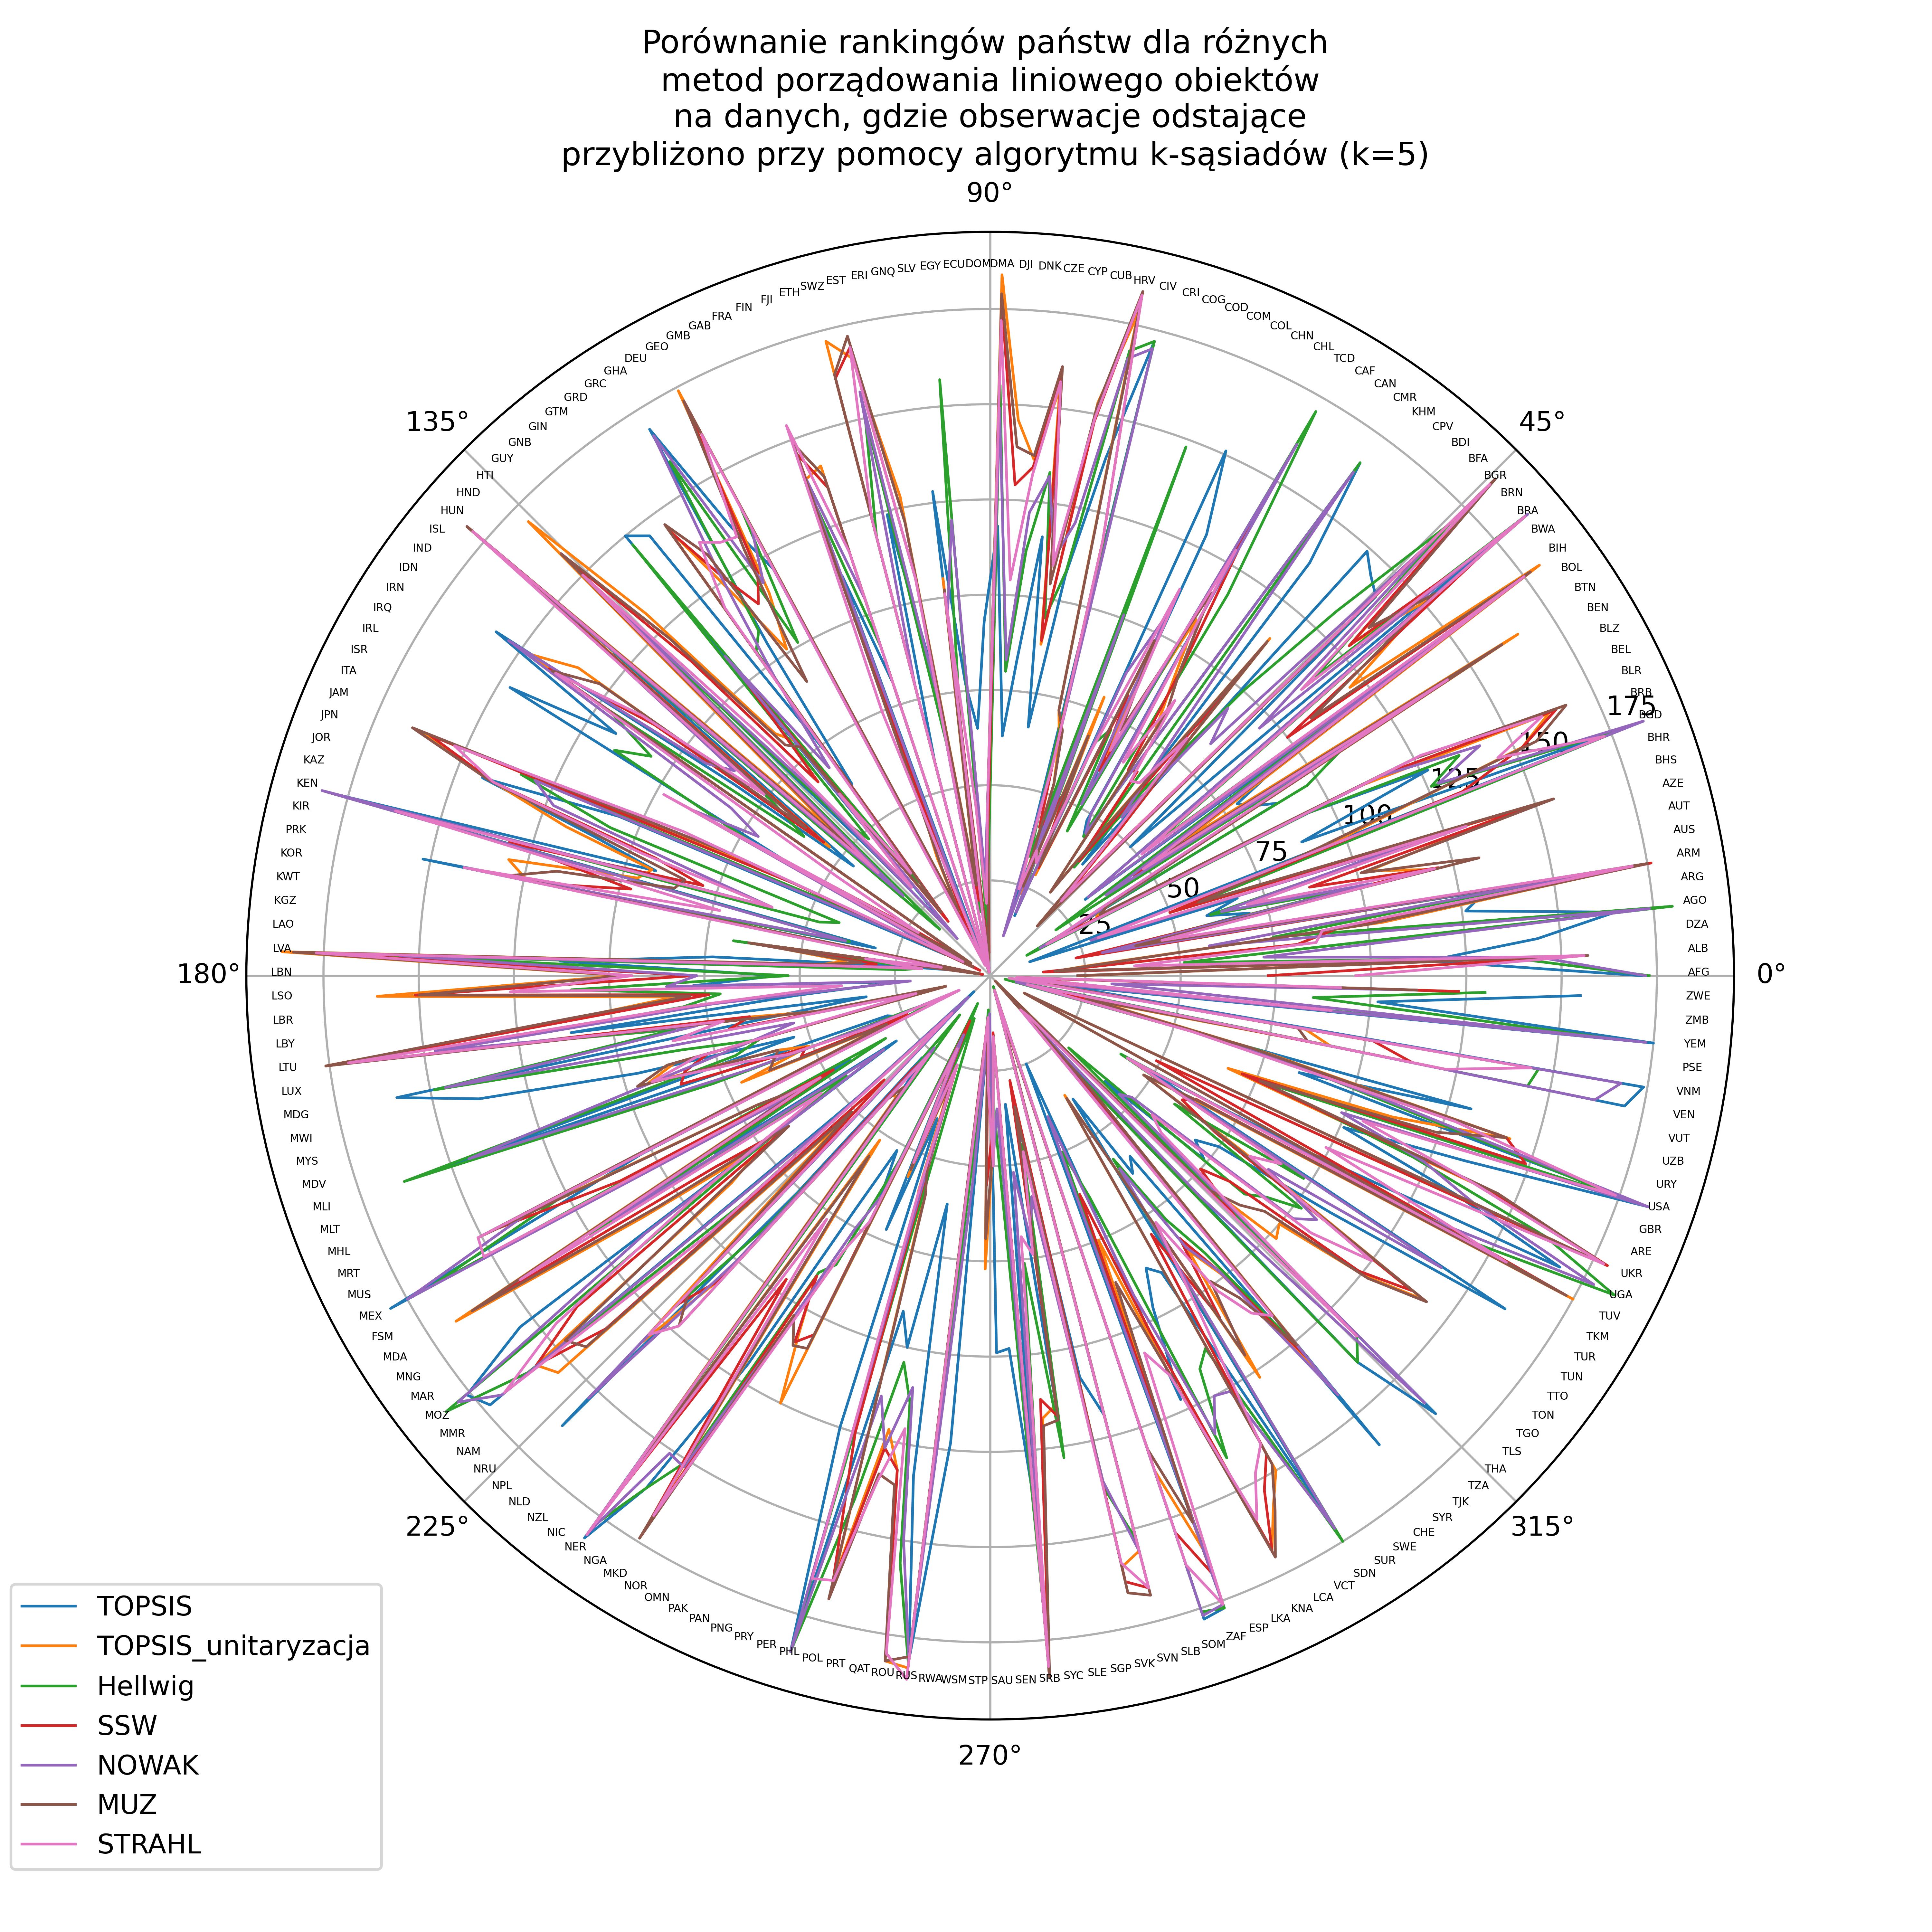 Porównanie rankingów państw dla różnych
metod porządowania liniowego obiektów
na danych, gdzie obserwacje odstające
przybliżono przy pomocy algorytmu k-sąsiadów (k=5)
90°
45°
0°
315°
270°
225°
180°
135°
25
50
75
100
125
150
175
AFG
ALB
DZA
AGO
ARG
ARM
AUS
AUT
AZE
BHS
BHR
BGD
BRB
BLR
BEL
BLZ
BEN
BTN
BOL
BIH
BWA
BRA
BRN
BGR
BFA
BDI
CPV
KHM
CMR
CAN
CAF
TCD
CHL
CHN
COL
COM
COD
COG
CRI
CIV
HRV
CUB
CYP
CZE
DNK
DJI
DMA
DOM
ECU
EGY
SLV
GNQ
ERI
EST
SWZ
ETH
FJI
FIN
FRA
GAB
GMB
GEO
DEU
GHA
GRC
GRD
GTM
GIN
GNB
GUY
HTI
HND
HUN
ISL
IND
IDN
IRN
IRQ
IRL
ISR
ITA
JAM
JPN
JOR
KAZ
KEN
KIR
PRK
KOR
KWT
KGZ
LAO
LVA
LBN
LSO
LBR
LBY
LTU
LUX
MDG
MWI
MYS
MDV
MLI
MLT
MHL
MRT
MUS
MEX
FSM
MDA
MNG
MAR
MOZ
MMR
NAM
NRU
NPL
NLD
NZL
NIC
NER
NGA
MKD
NOR
OMN
PAK
PAN
PNG
PRY
PER
PHL
POL
PRT
QAT
ROU
RUS
RWA
WSM
STP
SAU
SEN
SRB
SYC
SLE
SGP
SVK
SVN
SLB
SOM
ZAF
ESP
LKA
KNA
LCA
VCT
SDN
SUR
SWE
CHE
SYR
TJK
TZA
THA
TLS
TGO
TON
TTO
TUN
TUR
TKM
TUV
UGA
UKR
ARE
GBR
USA
URY
UZB
VUT
VEN
VNM
PSE
YEM
ZMB
ZWE
TOPSIS
TOPSIS_unitaryzacja
Hellwig
SSW
NOWAK
MUZ
STRAHL